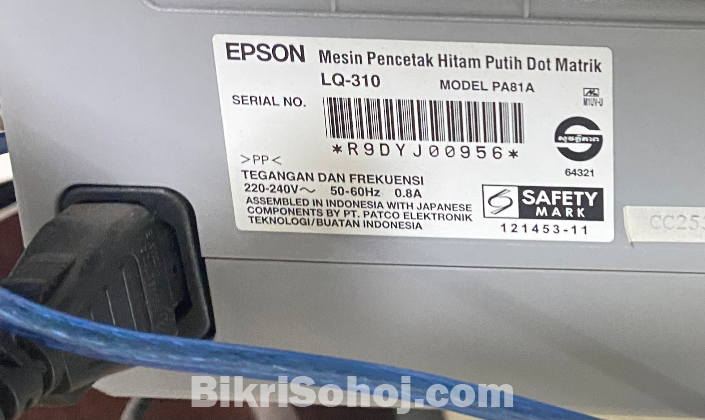 EPSON Mesin Pencetak Hitam Putih Dot Matrik
LQ-310 MODEL PA81A
SERIAL NO.
*R9DYJ00956*
>PP<
64321
TEGANGAN DAN FREKUENSI
220-240V~ 50-60Hz 0.8A
ASSEMBLED IN INDONESIA WITH JAPANESE
COMPONENTS BY PT. PATCO ELEKTRONIK
TEKNOLOGI/BUATAN INDONESIA
SAFETY
MARK
121453-11
BikriSohoj.com